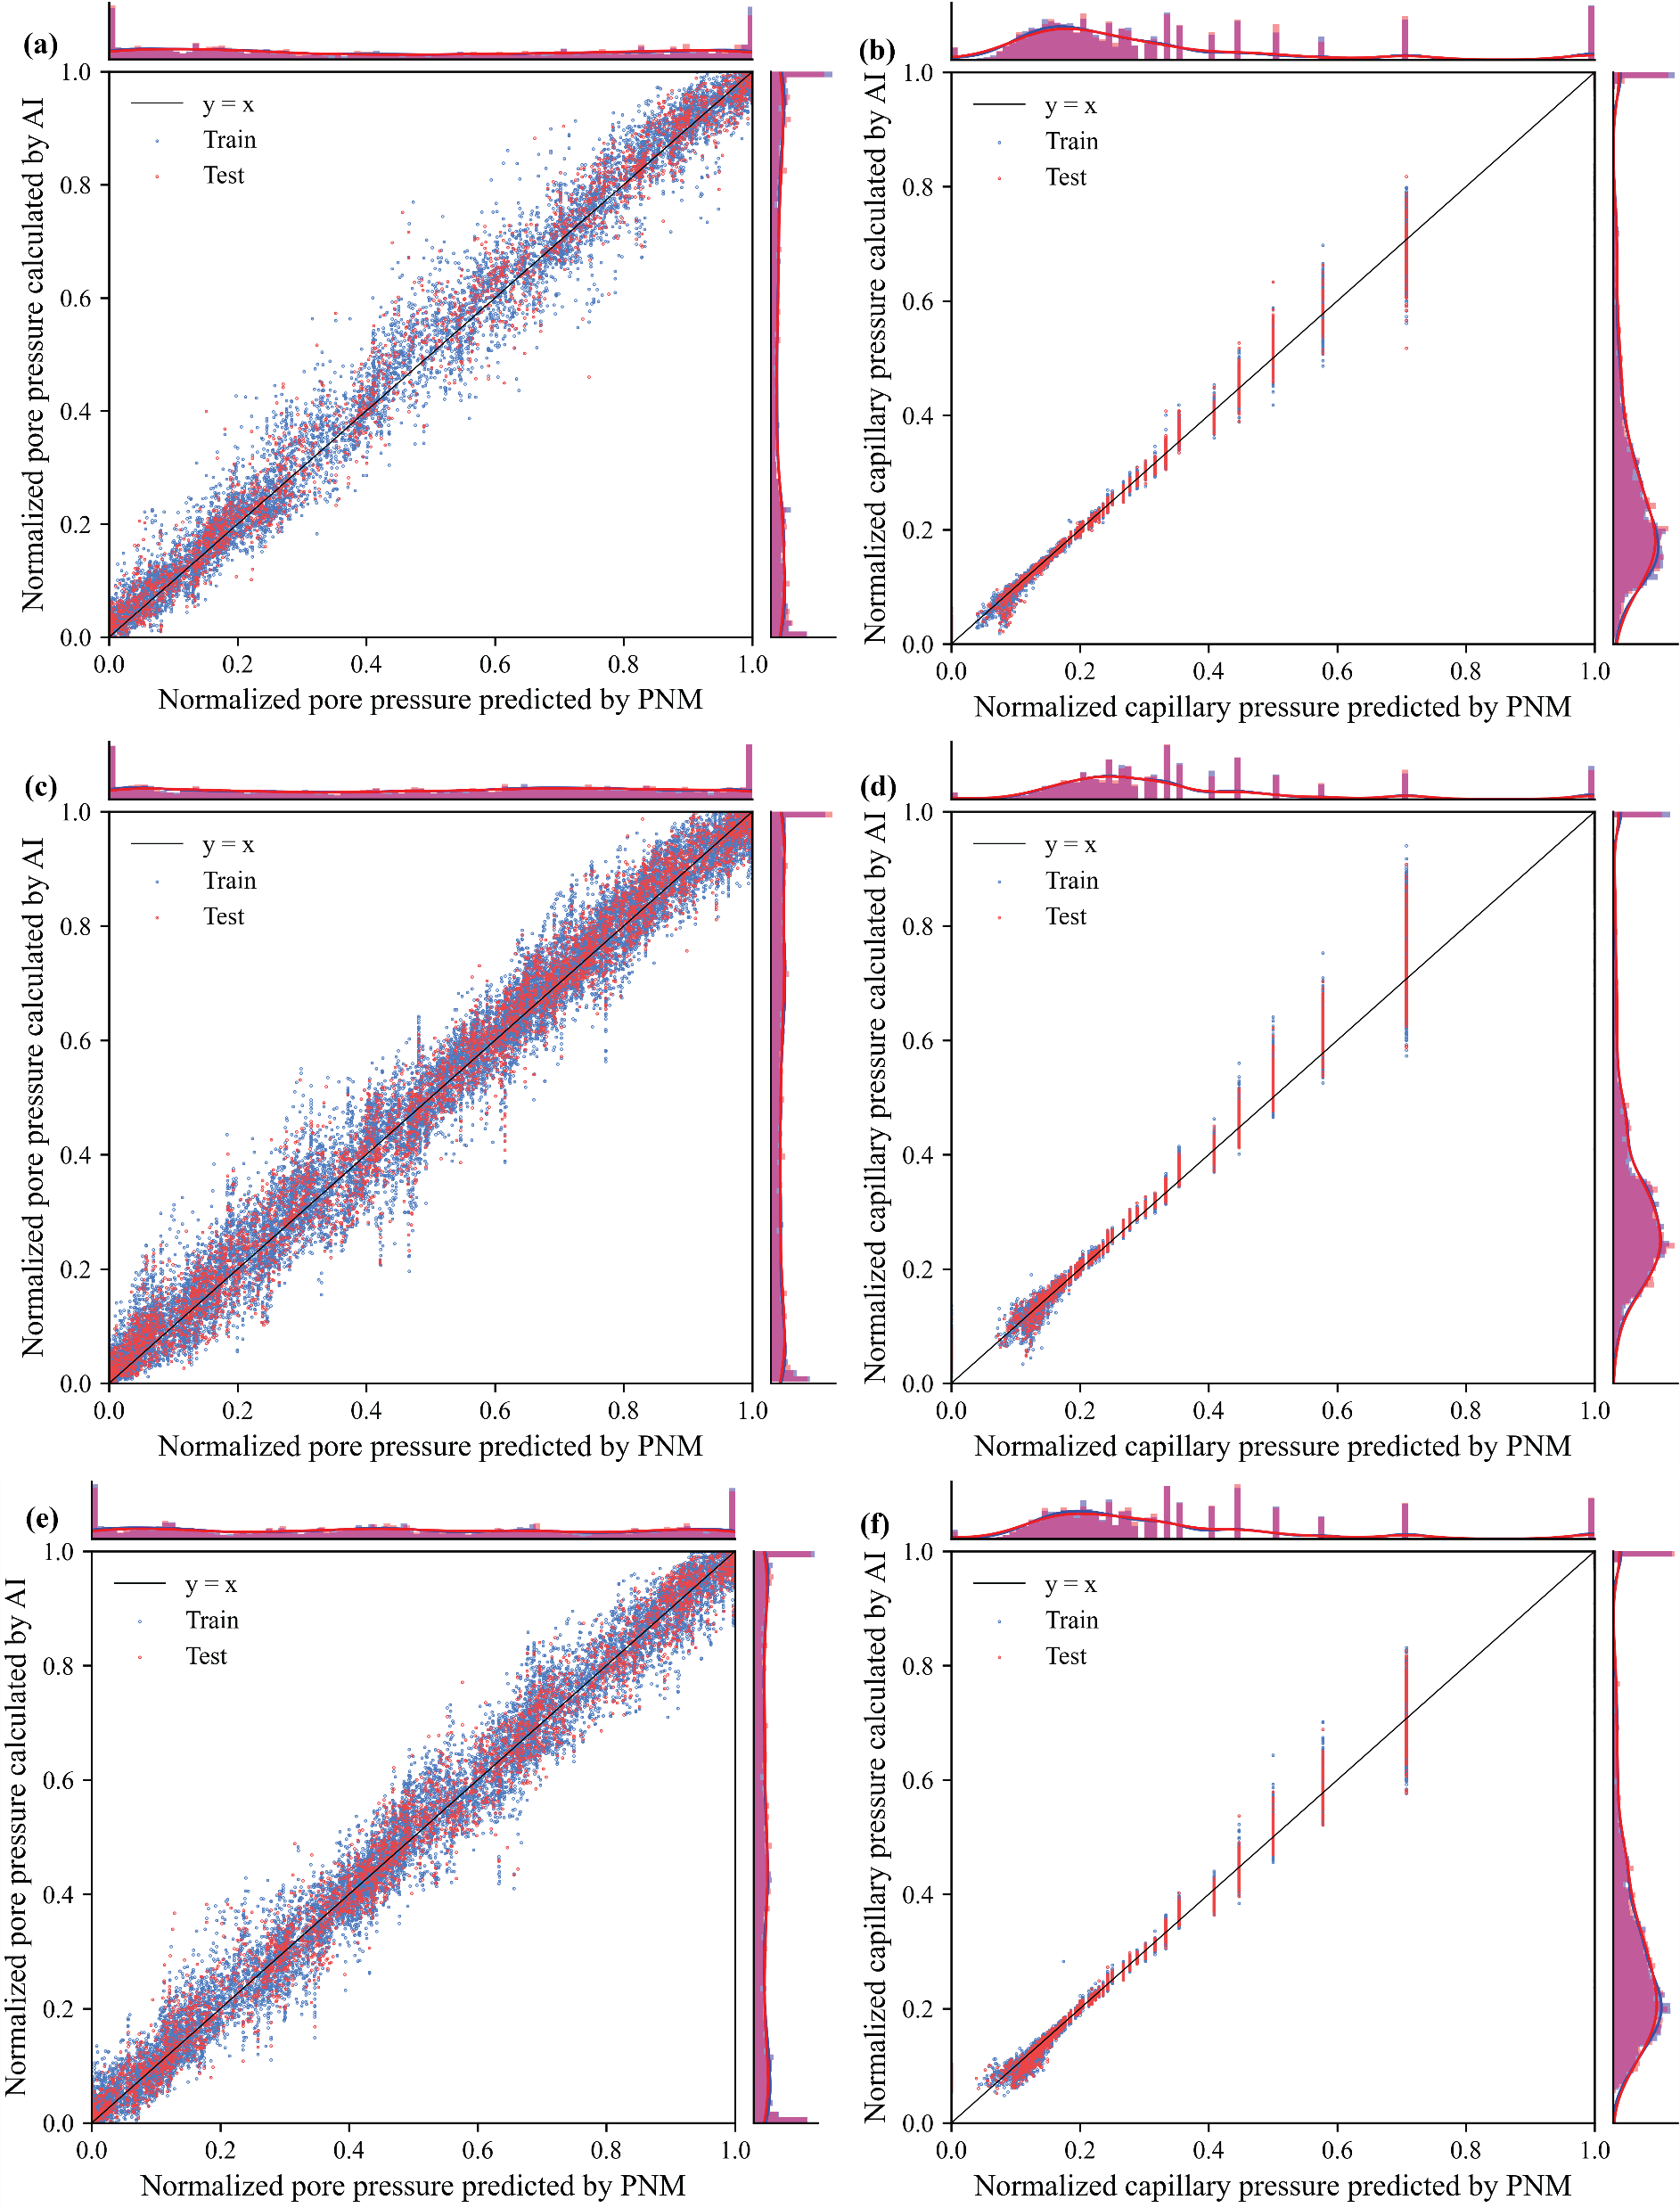 (a)
1.0
0.8
0.6
0.4
0.2
0.0
Normalized pore pressure calculated by AI
y = x
Train
Test
0.0 0.2 0.4 0.6 0.8 1.0
Normalized pore pressure predicted by PNM
(b)
1.0
0.8
0.6
0.4
0.2
0.0
Normalized capillary pressure calculated by AI
y = x
Train
Test
0.0 0.2 0.4 0.6 0.8 1.0
Normalized capillary pressure predicted by PNM
(c)
1.0
0.8
0.6
0.4
0.2
0.0
Normalized pore pressure calculated by AI
y = x
Train
Test
0.0 0.2 0.4 0.6 0.8 1.0
Normalized pore pressure predicted by PNM
(d)
1.0
0.8
0.6
0.4
0.2
0.0
Normalized capillary pressure calculated by AI
y = x
Train
Test
0.0 0.2 0.4 0.6 0.8 1.0
Normalized capillary pressure predicted by PNM
(e)
1.0
0.8
0.6
0.4
0.2
0.0
Normalized pore pressure calculated by AI
y = x
Train
Test
0.0 0.2 0.4 0.6 0.8 1.0
Normalized pore pressure predicted by PNM
(f)
1.0
0.8
0.6
0.4
0.2
0.0
Normalized capillary pressure calculated by AI
y = x
Train
Test
0.0 0.2 0.4 0.6 0.8 1.0
Normalized capillary pressure predicted by PNM